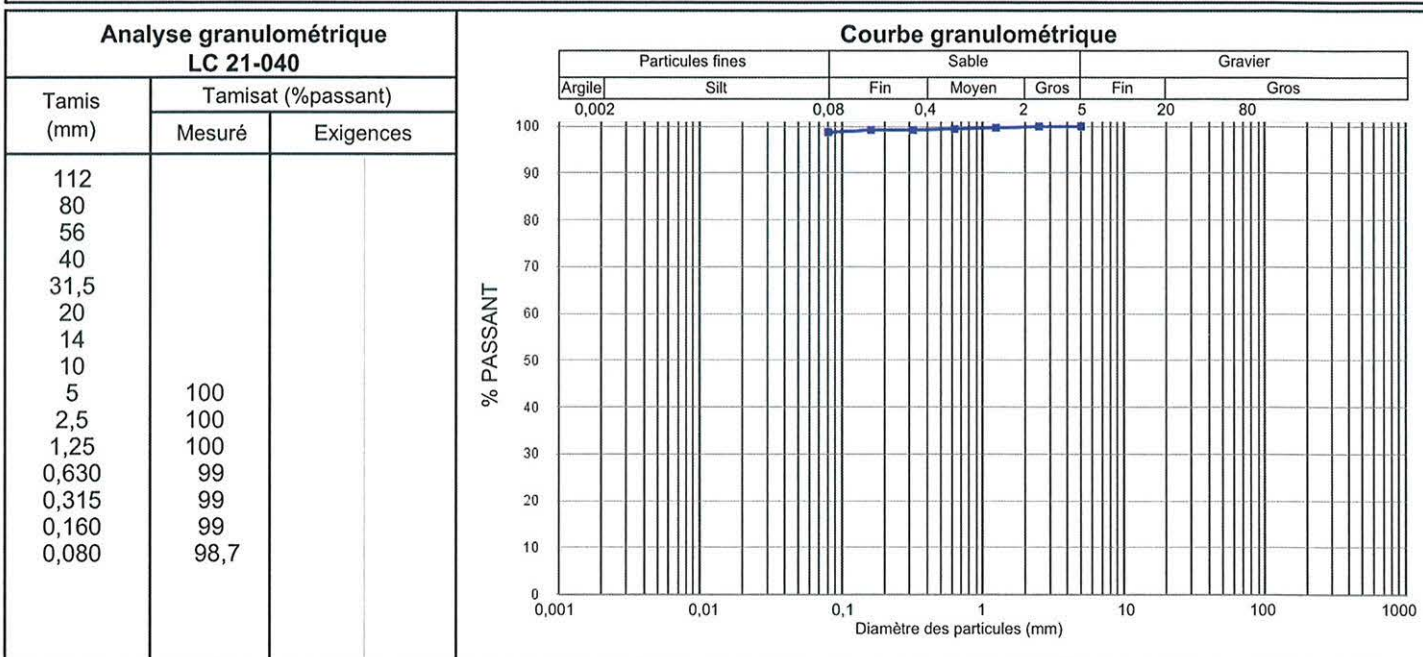 Analyse granulométrique
LC 21-040
Tamis
(mm)
Tamisat (%passant)
Mesuré Exigences
112
80
56
40
31,5
20
14
10
5 100
2,5 100
1,25 100
0,630 99
0,315 99
0,160 99
0,080 98,7
Courbe granulométrique
Particules fines Sable Gravier
Argile Silt Fin Moyen Gros Fin Gros
0,002 0,08 0,4 2 5 20 80
% PASSANT
100
90
80
70
60
50
40
30
20
10
0
0,001 0,01 0,1 1 10 100 1000
Diamètre des particules (mm)